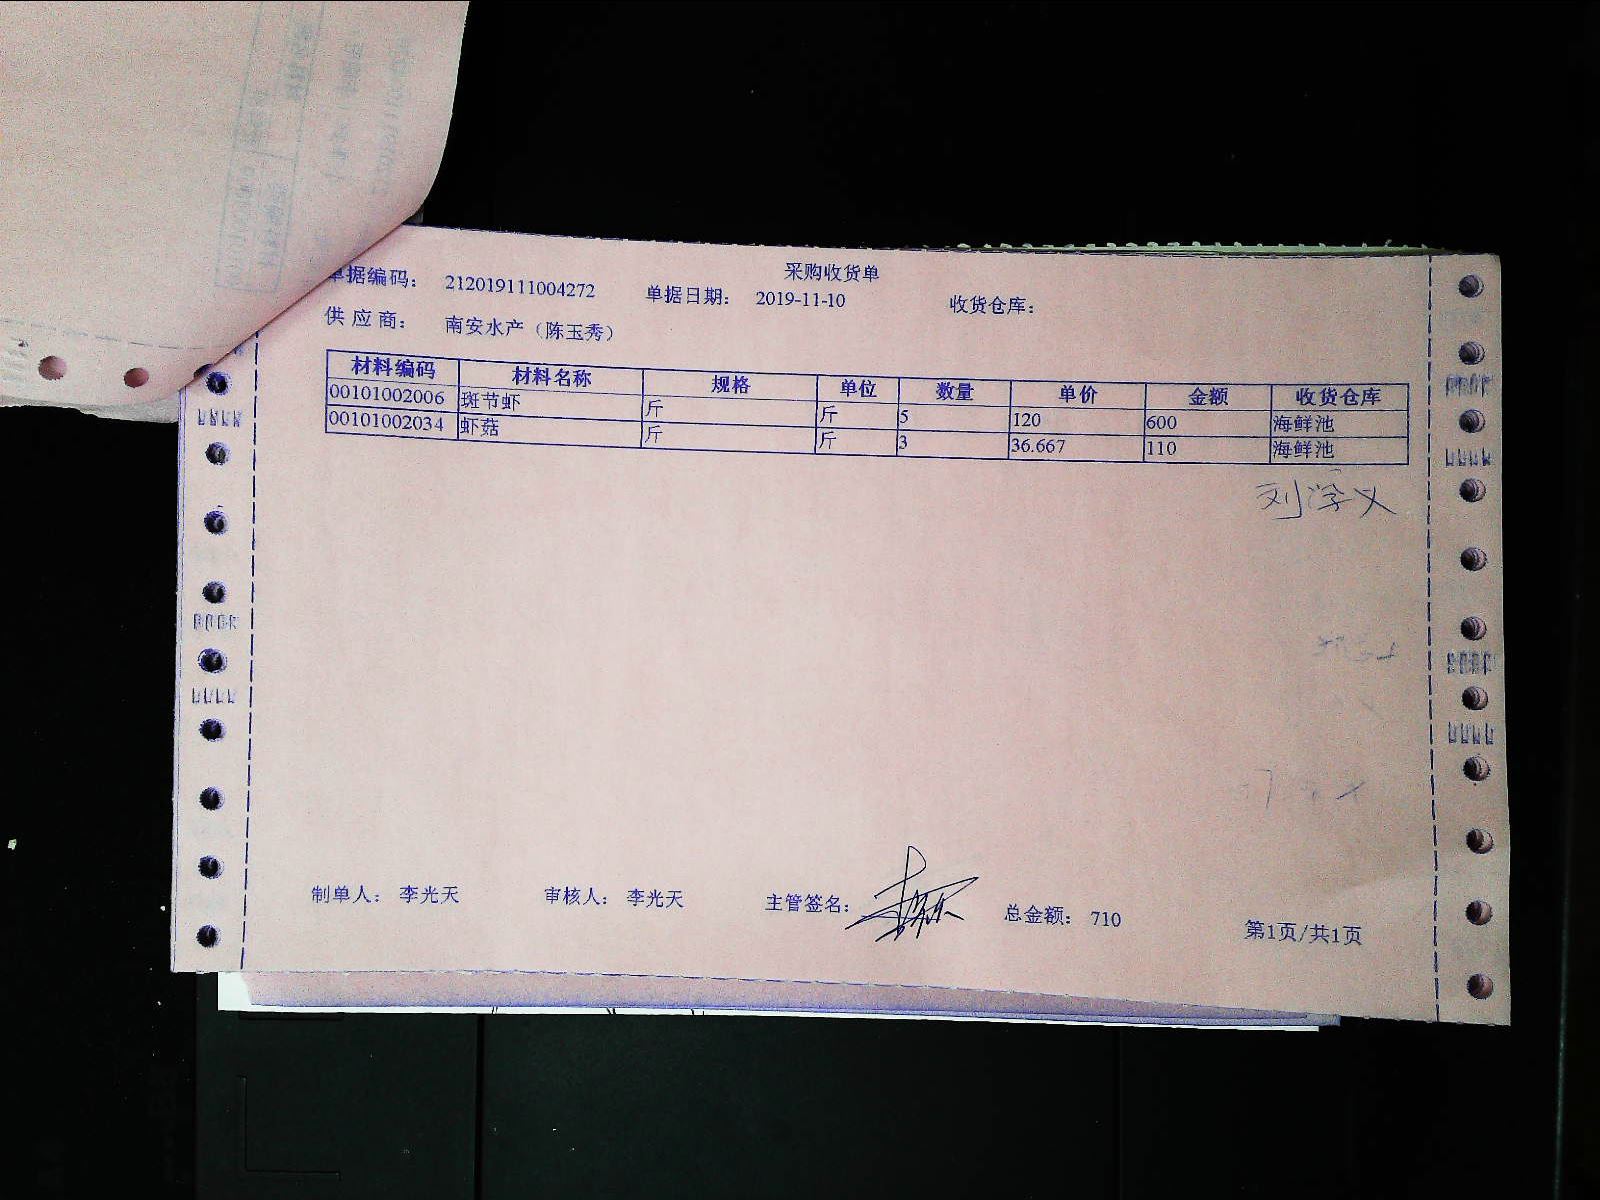 采购收货单
单据编码： 212019111004272 单据日期： 2019-11-10 收货仓库：
供应商： 南安水产（陈玉秀）
材料编码 材料名称 规格 单位 数量 单价 金额 收货仓库
00101002006 斑节虾 斤 斤 5 120 600 海鲜池
00101002034 虾菇 斤 斤 3 36.667 110 海鲜池
制单人： 李光天 审核人： 李光天 主管签名： 总金额： 710 第1页/共1页